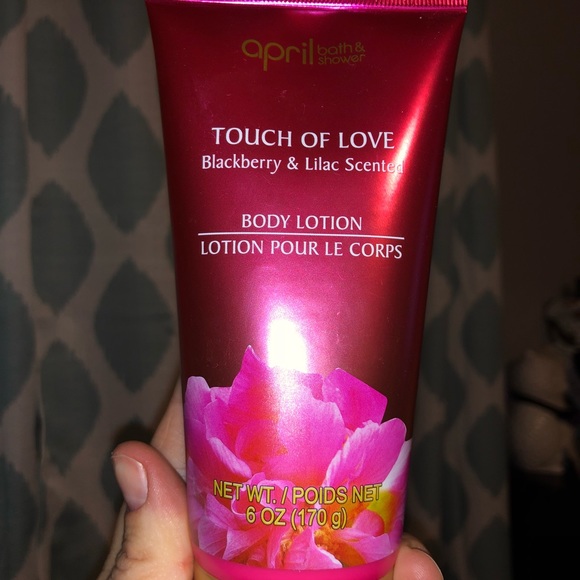 april bath &
shower
TOUCH OF LOVE
Blackberry & Lilac Scented
BODY LOTION
LOTION POUR LE CORPS
NET WT. / POIDS NET
6 OZ (170 g)